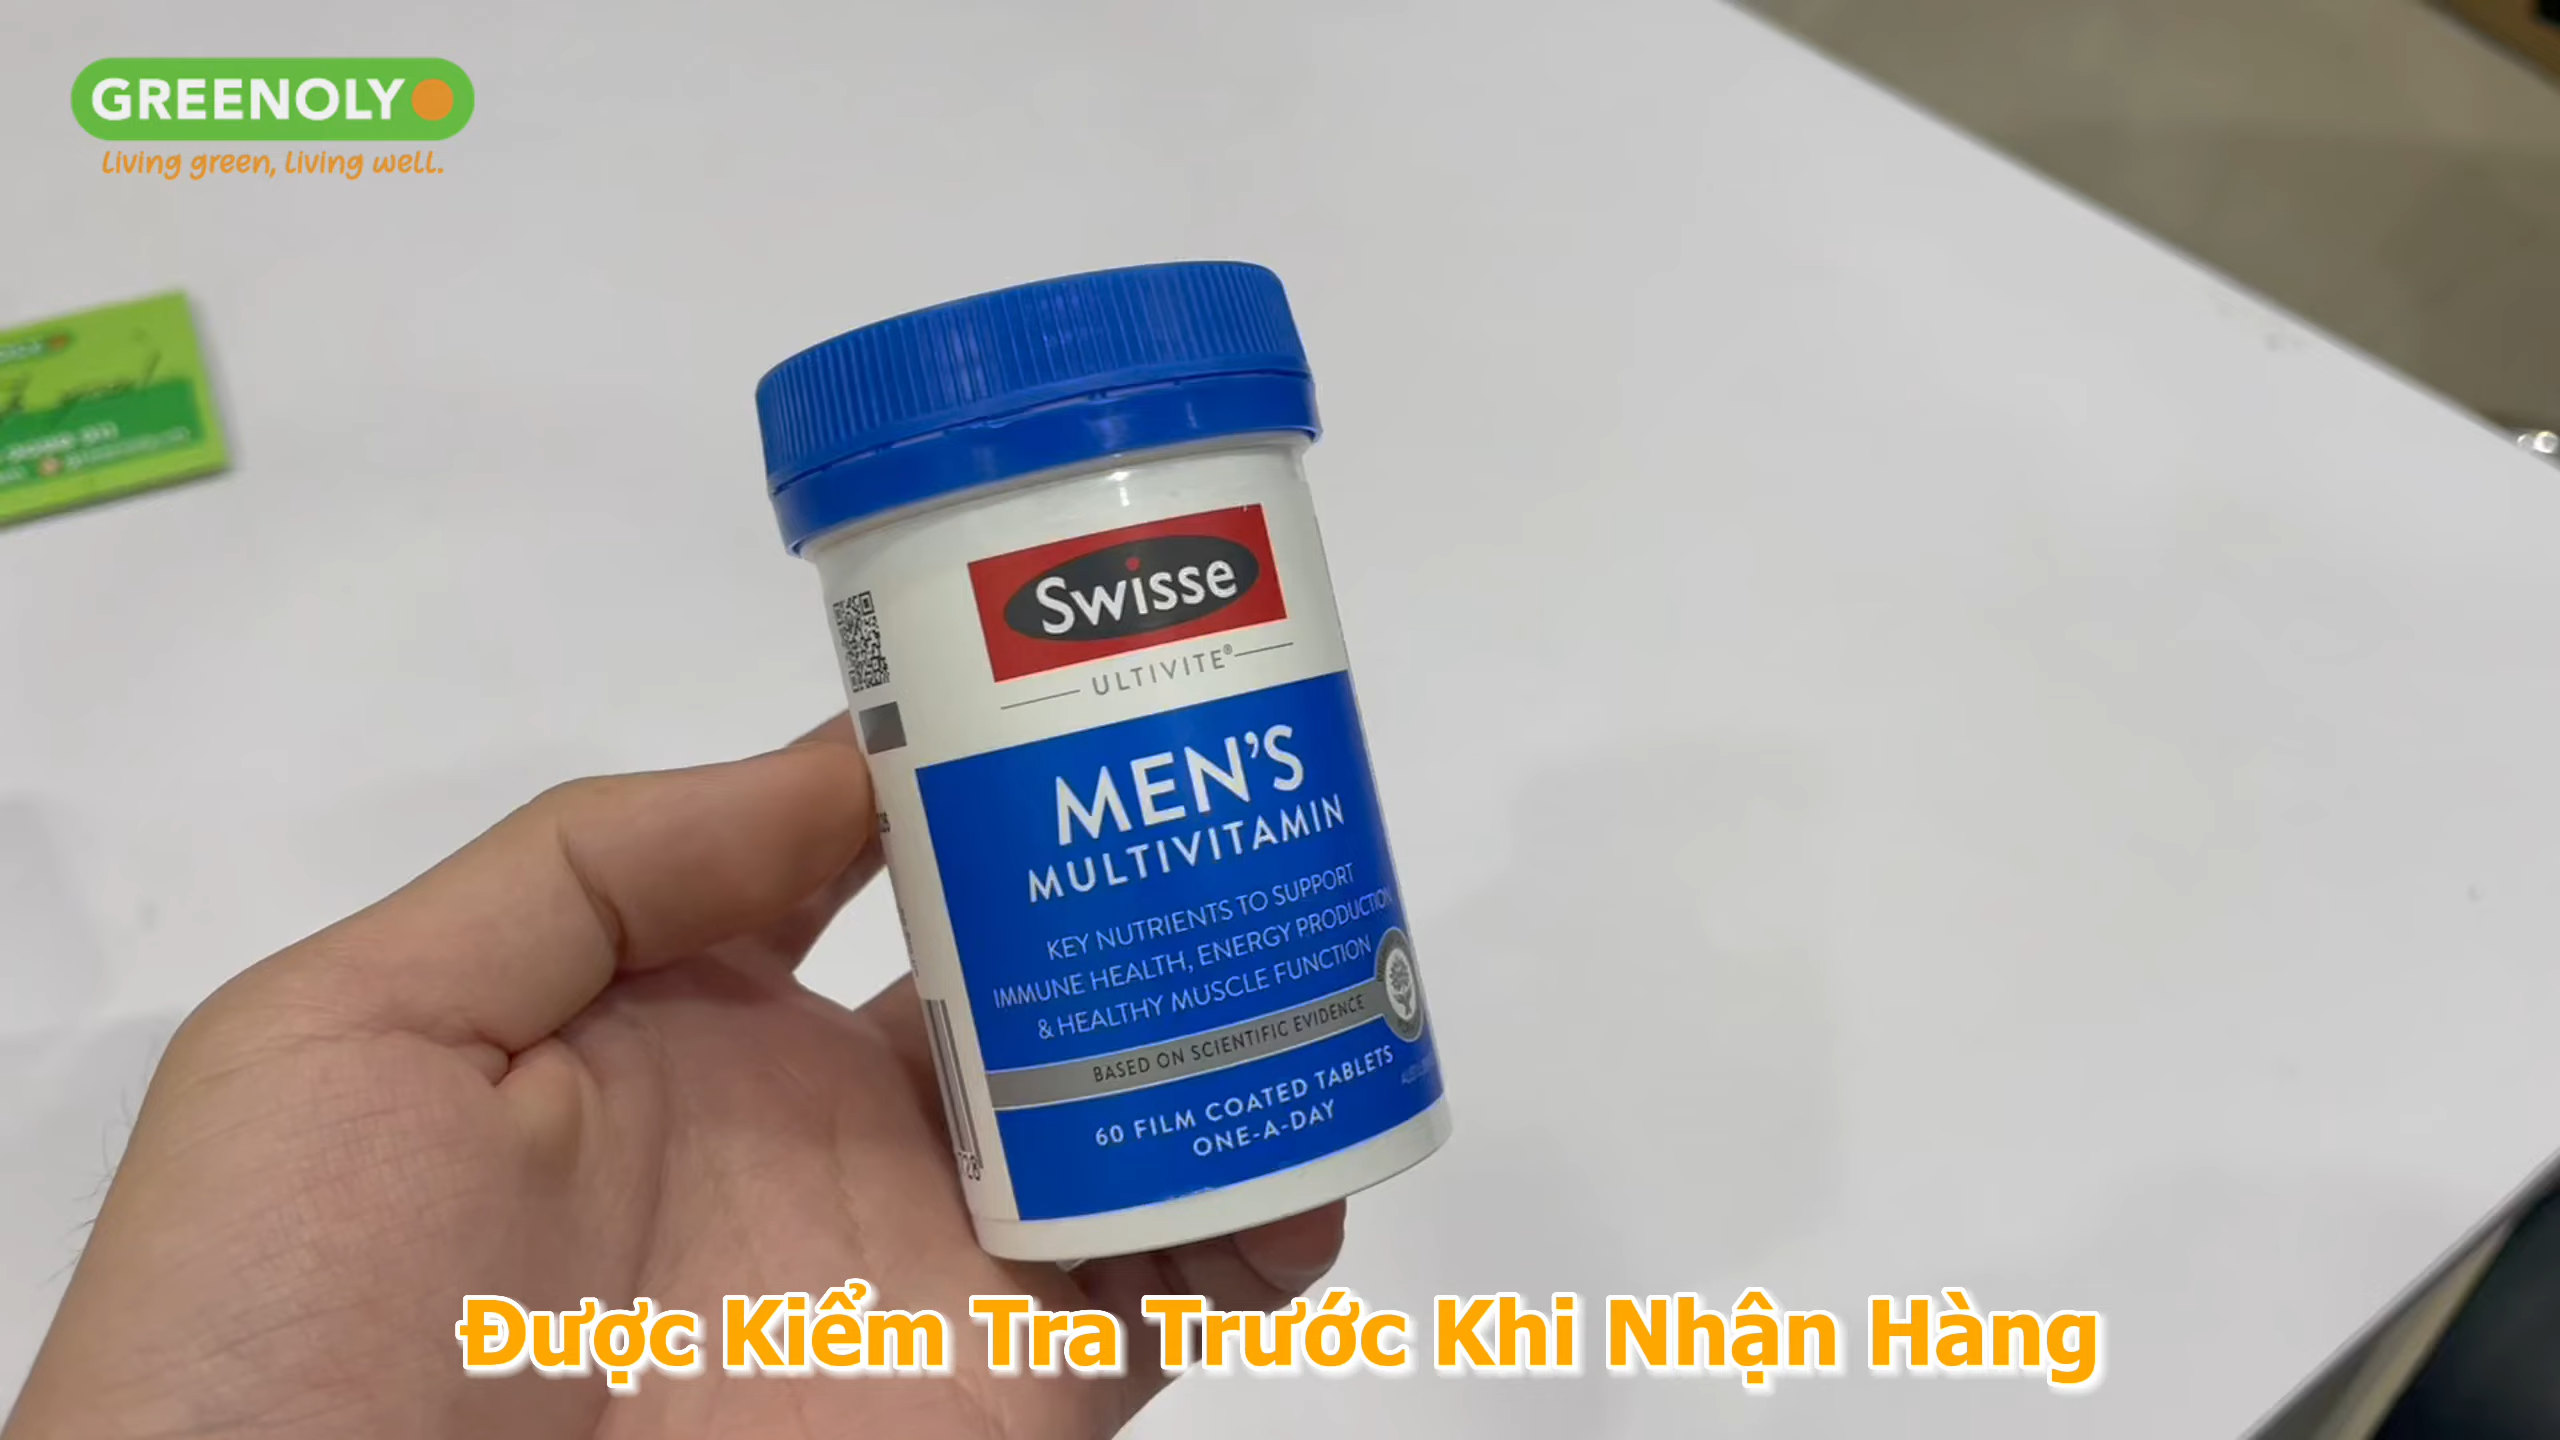 GREENOLY
Living green, living well.
Swisse
ULTIVITE®
MEN'S
MULTIVITAMIN
KEY NUTRIENTS TO SUPPORT
IMMUNE HEALTH, ENERGY PRODUCTION
& HEALTHY MUSCLE FUNCTION
BASED ON SCIENTIFIC EVIDENCE
60 FILM COATED TABLETS
ONE-A-DAY
Được Kiểm Tra Trước Khi Nhận Hàng